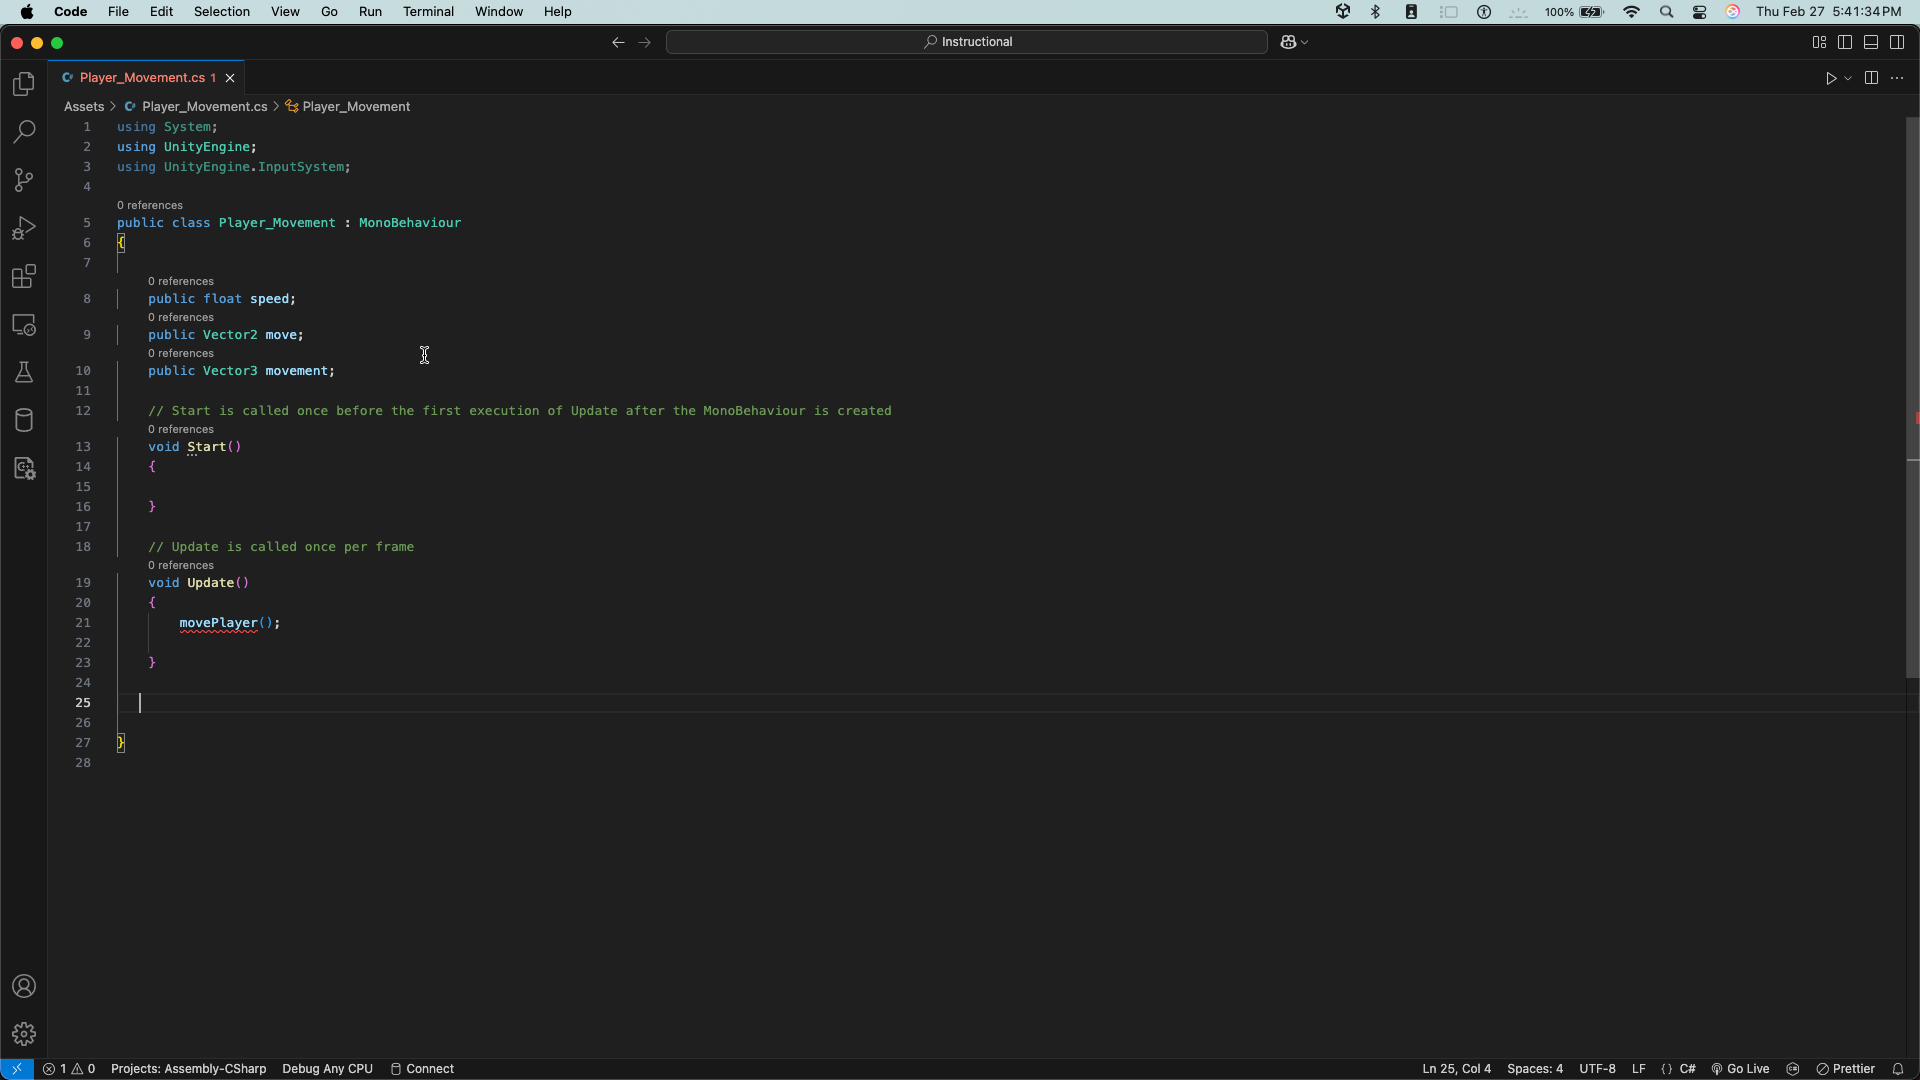 Code File Edit Selection View Go Run Terminal Window Help 100% Thu Feb 27 5:41:34 PM
Instructional
Player_Movement.cs 1
Assets > Player_Movement.cs > Player_Movement
1 using System;
2 using UnityEngine;
3 using UnityEngine.InputSystem;
4
0 references
5 public class Player_Movement : MonoBehaviour
6 {
7
0 references
8 public float speed;
0 references
9 public Vector2 move;
0 references
10 public Vector3 movement;
11
12 // Start is called once before the first execution of Update after the MonoBehaviour is created
0 references
13 void Start()
14 {
15
16 }
17
18 // Update is called once per frame
0 references
19 void Update()
20 {
21 movePlayer();
22
23 }
24
25
26
27 }
28
1 0 Projects: Assembly-CSharp Debug Any CPU Connect Ln 25, Col 4 Spaces: 4 UTF-8 LF {} C# Go Live Prettier